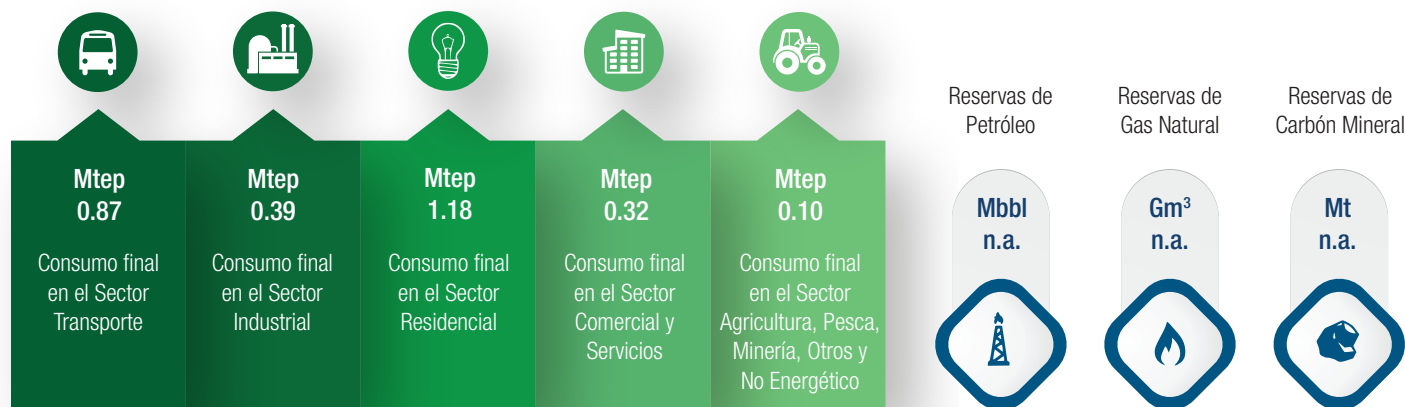 Mtep
0.87
Consumo final
en el Sector
Transporte
Mtep
0.39
Consumo final
en el Sector
Industrial
Mtep
1.18
Consumo final
en el Sector
Residencial
Mtep
0.32
Consumo final
en el Sector
Comercial y
Servicios
Mtep
0.10
Consumo final
en el Sector
Agricultura, Pesca,
Minería, Otros y
No Energético
Reservas de
Petróleo
Mbbl
n.a.
Reservas de
Gas Natural
Gm³
n.a.
Reservas de
Carbón Mineral
Mt
n.a.